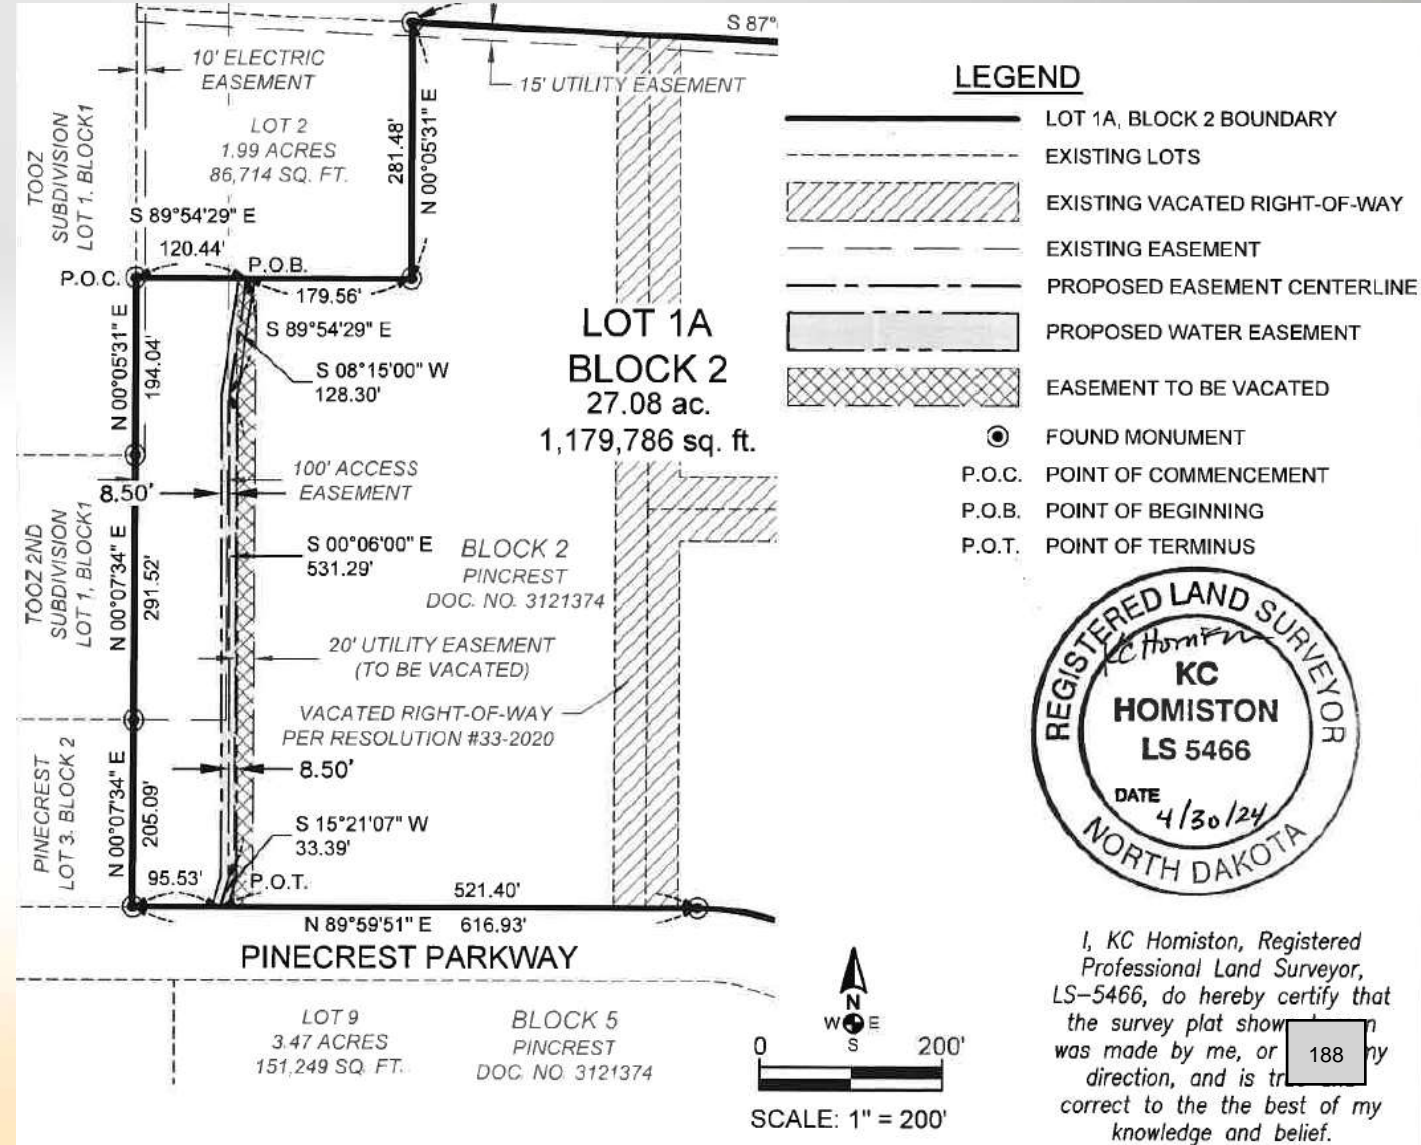 S 87°
10' ELECTRIC
EASEMENT
15' UTILITY EASEMENT
N 00°05'31" E
281.48'
LOT 2
1.99 ACRES
86,714 SQ. FT.
TOOZ
SUBDIVISION
LOT 1. BLOCK1
S 89°54'29" E
120.44'
P.O.C.
P.O.B.
179.56'
S 89°54'29" E
N 00°05'31" E
194.04'
S 08°15'00" W
128.30'
LOT 1A
BLOCK 2
27.08 ac.
1,179,786 sq. ft.
100' ACCESS
EASEMENT
8.50'
TOOZ 2ND
SUBDIVISION
LOT 1, BLOCK1
N 00°07'34" E
291.52'
S 00°06'00" E
531.29'
BLOCK 2
PINCREST
DOC. NO. 3121374
20' UTILITY EASEMENT
(TO BE VACATED)
VACATED RIGHT-OF-WAY
PER RESOLUTION #33-2020
8.50'
PINECREST
LOT 3. BLOCK 2
N 00°07'34" E
205.09'
S 15°21'07" W
33.39'
95.53'
P.O.T.
521.40'
N 89°59'51" E 616.93'
PINECREST PARKWAY
LOT 9
3.47 ACRES
151,249 SQ. FT.
BLOCK 5
PINCREST
DOC. NO. 3121374
LEGEND
LOT 1A, BLOCK 2 BOUNDARY
EXISTING LOTS
EXISTING VACATED RIGHT-OF-WAY
EXISTING EASEMENT
PROPOSED EASEMENT CENTERLINE
PROPOSED WATER EASEMENT
EASEMENT TO BE VACATED
FOUND MONUMENT
P.O.C. POINT OF COMMENCEMENT
P.O.B. POINT OF BEGINNING
P.O.T. POINT OF TERMINUS
REGISTERED LAND SURVEYOR
KC
HOMISTON
LS 5466
DATE
4/30/24
NORTH DAKOTA
N
W E
S
0 200'
SCALE: 1" = 200'
I, KC Homiston, Registered
Professional Land Surveyor,
LS-5466, do hereby certify that
the survey plat
was made by me, or
direction, and is
correct to the the best of my
knowledge and belief.
188